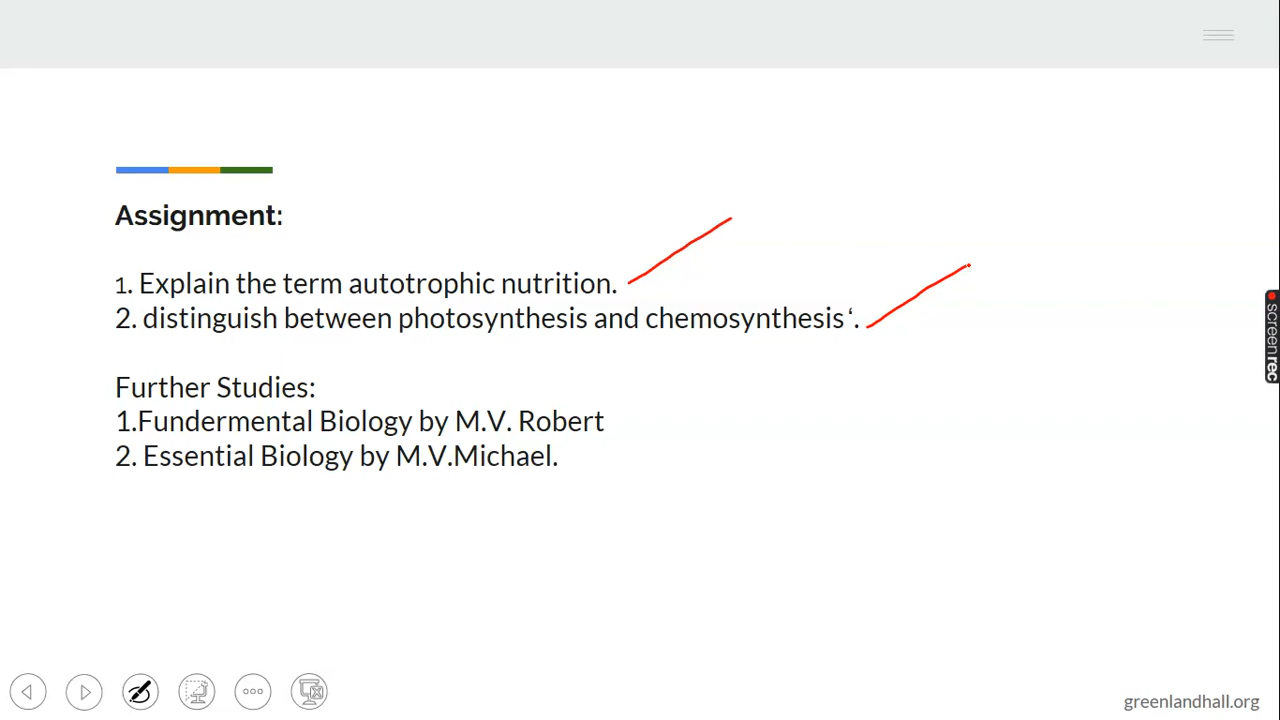 Assignment:
1. Explain the term autotrophic nutrition.
2. distinguish between photosynthesis and chemosynthesis‘.
Further Studies:
1.Fundermental Biology by M.V. Robert
2. Essential Biology by M.V.Michael.
screenrec
greenlandhall.org